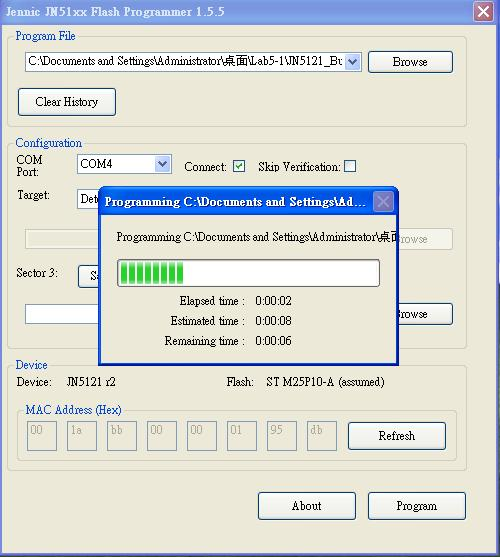 Jennic JN51xx Flash Programmer 1.5.5
Program File
C:\Documents and Settings\Administrator\桌面\Lab5-1\JN5121_Bu
Browse
Clear History
Configuration
COM Port:
COM4
Connect:
Skip Verification:
Target:
Programming C:\Documents and Settings\Ad...
Programming C:\Documents and Settings\Administrator\桌面
Browse
Sector 3:
Elapsed time : 0:00:02
Estimated time : 0:00:08
Remaining time : 0:00:06
Browse
Device
Device: JN5121 r2 Flash: ST M25P10-A (assumed)
MAC Address (Hex)
00 1a bb 00 00 01 95 db
Refresh
About Program